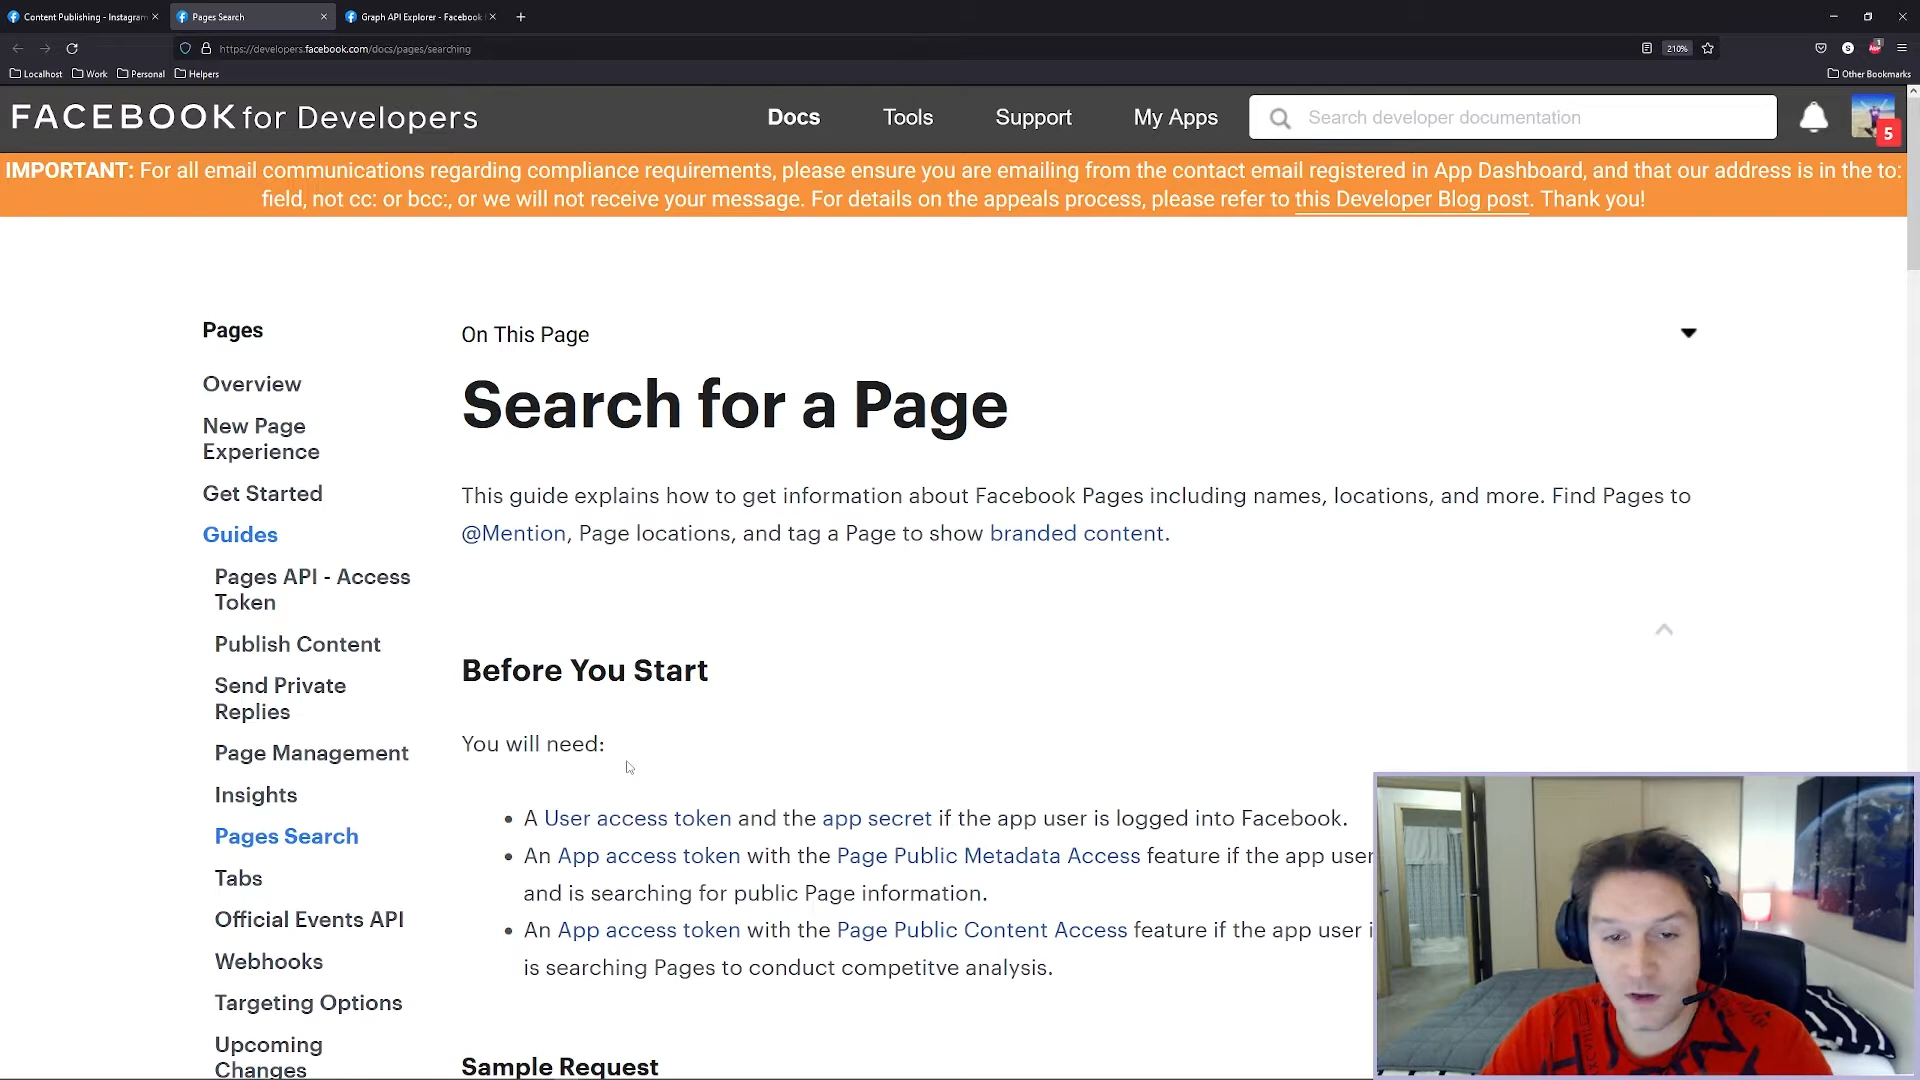 Content Publishing - Instagram
Pages Search
Graph API Explorer - Facebook
https://developers.facebook.com/docs/pages/searching
210%
Localhost
Work
Personal
Helpers
Other Bookmarks
FACEBOOK for Developers
Docs
Tools
Support
My Apps
Search developer documentation
5
IMPORTANT: For all email communications regarding compliance requirements, please ensure you are emailing from the contact email registered in App Dashboard, and that our address is in the to:
field, not cc: or bcc:, or we will not receive your message. For details on the appeals process, please refer to this Developer Blog post. Thank you!
Pages
Overview
New Page
Experience
Get Started
Guides
Pages API - Access
Token
Publish Content
Send Private
Replies
Page Management
Insights
Pages Search
Tabs
Official Events API
Webhooks
Targeting Options
Upcoming
Changes
On This Page
Search for a Page
This guide explains how to get information about Facebook Pages including names, locations, and more. Find Pages to
@Mention, Page locations, and tag a Page to show branded content.
Before You Start
You will need:
A User access token and the app secret if the app user is logged into Facebook.
An App access token with the Page Public Metadata Access feature if the app user
and is searching for public Page information.
An App access token with the Page Public Content Access feature if the app user i
is searching Pages to conduct competitve analysis.
Sample Request